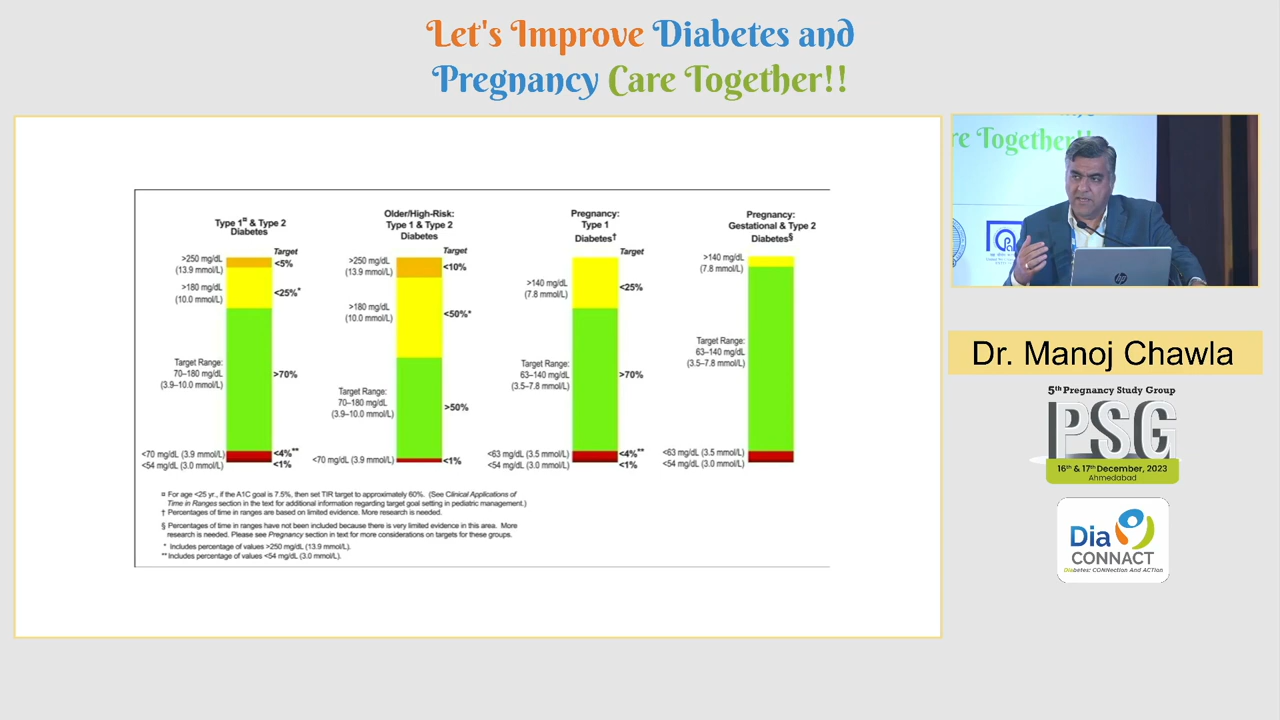 Let's Improve Diabetes and
Pregnancy Care Together!!
Type 1¤ & Type 2
Diabetes
Target
>250 mg/dL
(13.9 mmol/L)
<5%
>180 mg/dL
(10.0 mmol/L)
<25%*
Target Range:
70–180 mg/dL
(3.9–10.0 mmol/L)
>70%
<70 mg/dL (3.9 mmol/L)
<4%**
<54 mg/dL (3.0 mmol/L)
<1%
Older/High-Risk:
Type 1 & Type 2
Diabetes
Target
>250 mg/dL
(13.9 mmol/L)
<10%
>180 mg/dL
(10.0 mmol/L)
<50%*
Target Range:
70–180 mg/dL
(3.9–10.0 mmol/L)
>50%
<70 mg/dL (3.9 mmol/L)
<1%
Pregnancy:
Type 1
Diabetes†
Target
>140 mg/dL
(7.8 mmol/L)
<25%
Target Range:
63–140 mg/dL
(3.5–7.8 mmol/L)
>70%
<63 mg/dL (3.5 mmol/L)
<4%**
<54 mg/dL (3.0 mmol/L)
<1%
Pregnancy:
Gestational & Type 2
Diabetes§
>140 mg/dL
(7.8 mmol/L)
Target Range:
63–140 mg/dL
(3.5–7.8 mmol/L)
<63 mg/dL (3.5 mmol/L)
<54 mg/dL (3.0 mmol/L)
¤ For age <25 yr., if the A1C goal is 7.5%, then set TIR target to approximately 60%. (See Clinical Applications of
Time in Ranges section in the text for additional information regarding target goal setting in pediatric management.)
† Percentages of time in ranges are based on limited evidence. More research is needed.
§ Percentages of time in ranges have not been included because there is very limited evidence in this area. More
research is needed. Please see Pregnancy section in text for more considerations on targets for these groups.
* Includes percentage of values >250 mg/dL (13.9 mmol/L).
** Includes percentage of values <54 mg/dL (3.0 mmol/L).
re Together!!
hp
Dr. Manoj Chawla
5th Pregnancy Study Group
PSG
16th & 17th December, 2023
Ahmedabad
Dia
CONNACT
Diabetes: CONNection And ACTion